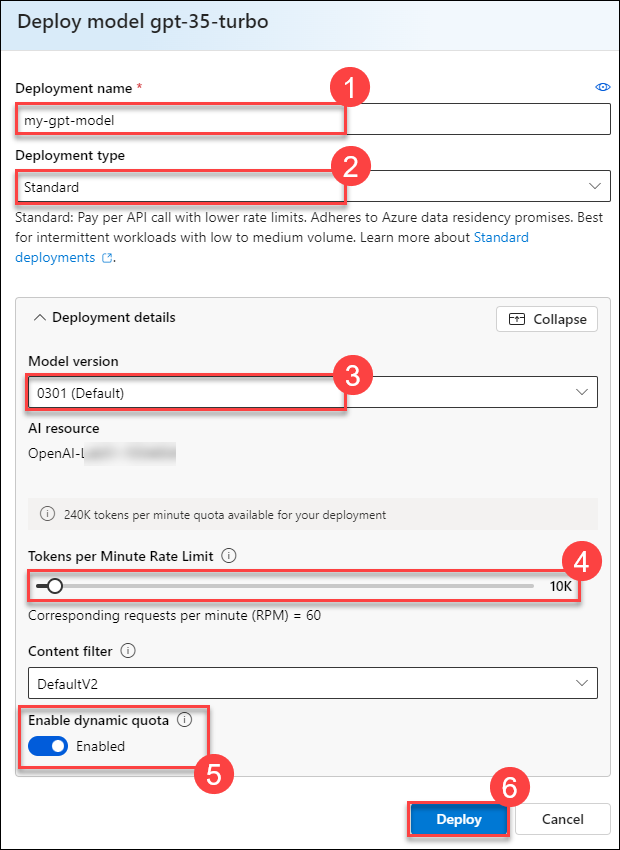 Deploy model gpt-35-turbo
Deployment name *
1
my-gpt-model
Deployment type
2
Standard
Standard: Pay per API call with lower rate limits. Adheres to Azure data residency promises. Best
for intermittent workloads with low to medium volume. Learn more about Standard
deployments.
Deployment details
Collapse
Model version
3
0301 (Default)
AI resource
OpenAI-
240K tokens per minute quota available for your deployment
Tokens per Minute Rate Limit
4
10K
Corresponding requests per minute (RPM) = 60
Content filter
DefaultV2
Enable dynamic quota
Enabled
5
6
Deploy
Cancel